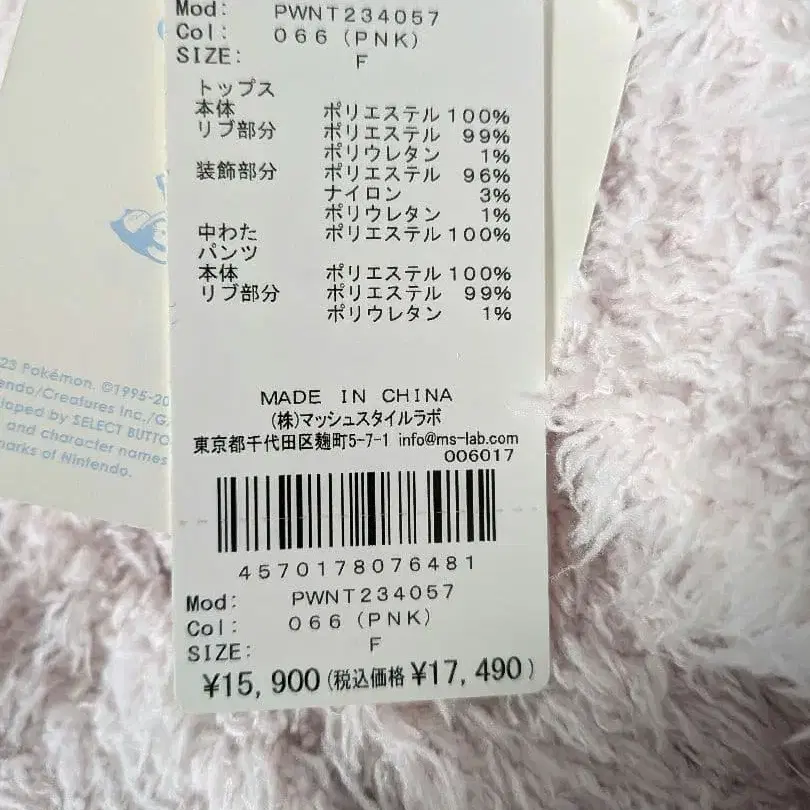 Mod: PWNT234057
Col: 066 (PNK)
SIZE: F
トップス
本体 ポリエステル 100%
リブ部分 ポリエステル 99%
ポリウレタン 1%
装飾部分 ポリエステル 96%
ナイロン 3%
ポリウレタン 1%
中わた ポリエステル 100%
パンツ
本体 ポリエステル 100%
リブ部分 ポリエステル 99%
ポリウレタン 1%
MADE IN CHINA
(株)マッシュスタイルラボ
東京都千代田区麹町5-7-1 info@ms-lab.com
006017
4570178076481
Mod: PWNT234057
Col: 066 (PNK)
SIZE: F
¥15,900(税込価格 ¥17,490)
23 Pokémon. ©1995-20
endo/Creatures Inc./G
loped by SELECT BUTTO
and character names
marks of Nintendo.